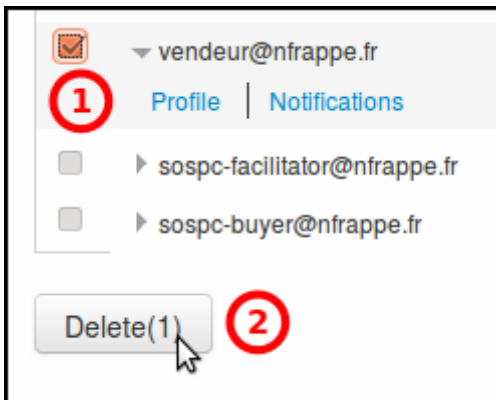 vendeur@nfrappe.fr
1 Profile | Notifications
sospc-facilitator@nfrappe.fr
sospc-buyer@nfrappe.fr
Delete(1) 2